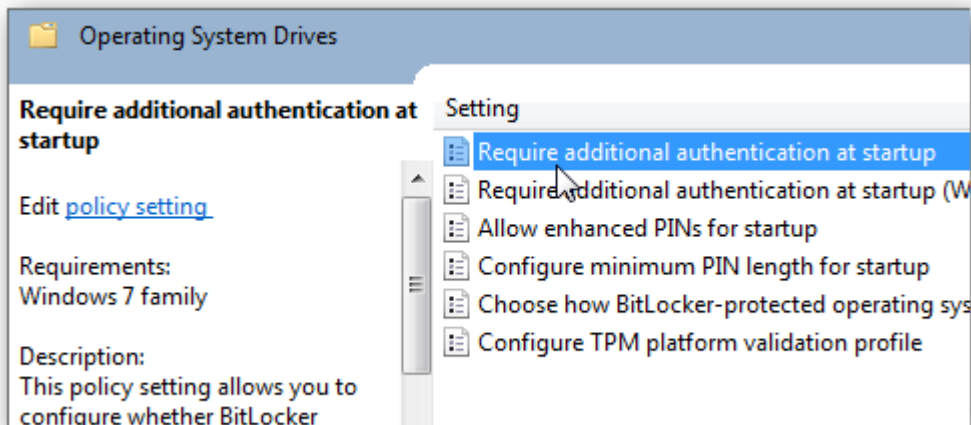 Operating System Drives
Require additional authentication at
startup
Edit policy setting
Requirements:
Windows 7 family
Description:
This policy setting allows you to
configure whether BitLocker
Setting
Require additional authentication at startup
Require additional authentication at startup (W
Allow enhanced PINs for startup
Configure minimum PIN length for startup
Choose how BitLocker-protected operating sys
Configure TPM platform validation profile